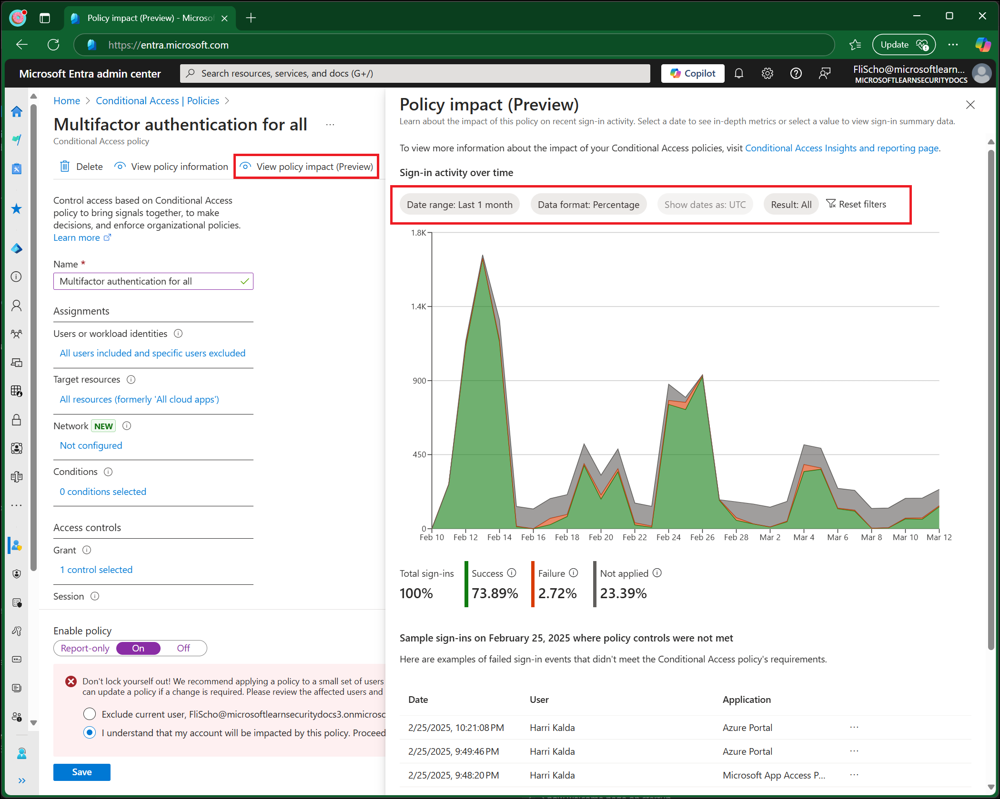 Policy impact (Preview) - Microsof
https://entra.microsoft.com
Update
Microsoft Entra admin center
Search resources, services, and docs (G+/)
Copilot
FliScho@microsoftlearn...
MICROSOFTLEARNSECURITYDOCS
Home > Conditional Access | Policies >
Multifactor authentication for all ...
Conditional Access policy
Delete
View policy information
View policy impact (Preview)
Control access based on Conditional Access
policy to bring signals together, to make
decisions, and enforce organizational policies.
Learn more
Name *
Multifactor authentication for all
Assignments
Users or workload identities
All users included and specific users excluded
Target resources
All resources (formerly 'All cloud apps')
Network NEW
Not configured
Conditions
0 conditions selected
Access controls
Grant
1 control selected
Session
Enable policy
Report-only On Off
Don't lock yourself out! We recommend applying a policy to a small set of users
can update a policy if a change is required. Please review the affected users and
Exclude current user, FliScho@microsoftlearnsecuritydocs3.onmicroso
I understand that my account will be impacted by this policy. Proceed
Save
Policy impact (Preview)
Learn about the impact of this policy on recent sign-in activity. Select a date to see in-depth metrics or select a value to view sign-in summary data.
To view more information about the impact of your Conditional Access policies, visit Conditional Access Insights and reporting page.
Sign-in activity over time
Date range: Last 1 month
Data format: Percentage
Show dates as: UTC
Result: All
Reset filters
1.8K
1.4K
900
450
0
Feb 10 Feb 12 Feb 14 Feb 16 Feb 18 Feb 20 Feb 22 Feb 24 Feb 26 Feb 28 Mar 2 Mar 4 Mar 6 Mar 8 Mar 10 Mar 12
Total sign-ins Success Failure Not applied
100% 73.89% 2.72% 23.39%
Sample sign-ins on February 25, 2025 where policy controls were not met
Here are examples of failed sign-in events that didn't meet the Conditional Access policy's requirements.
Date User Application
2/25/2025, 10:21:08 PM Harri Kalda Azure Portal ...
2/25/2025, 9:49:46 PM Harri Kalda Azure Portal ...
2/25/2025, 9:48:20 PM Harri Kalda Microsoft App Access P... ...